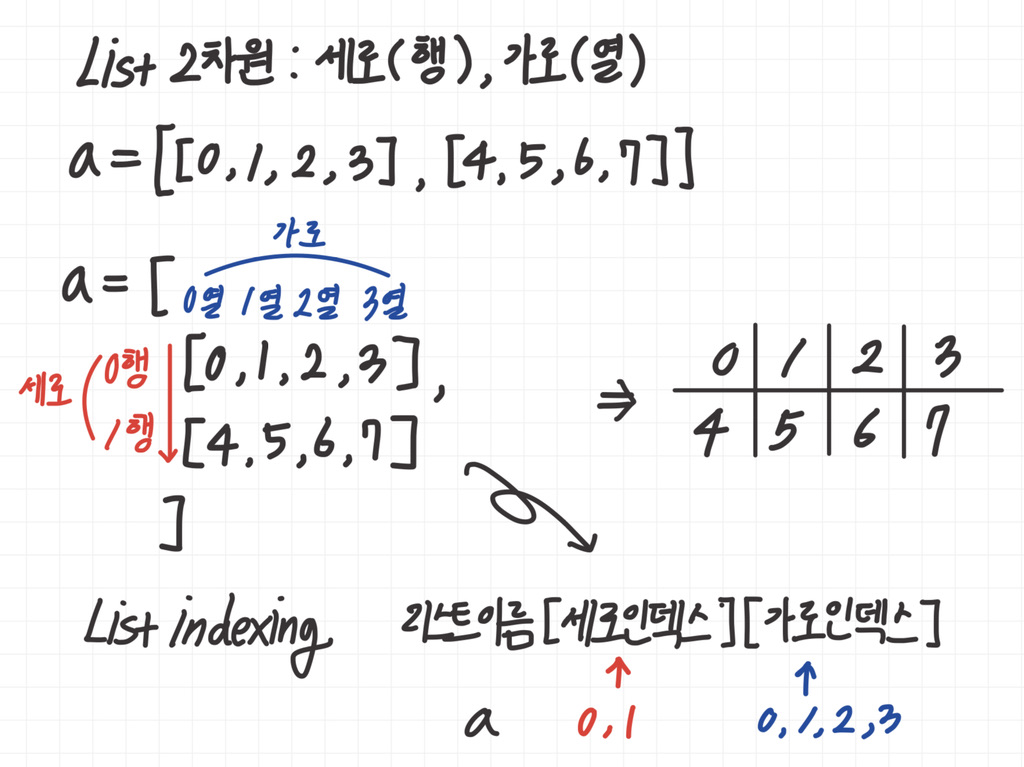 List 2차원 : 세로(행), 가로(열)
a = [[0, 1, 2, 3] , [4, 5, 6, 7]]
가로
a = [ 0열 1열 2열 3열
세로 0행 [0, 1, 2, 3] ,
1행 [4, 5, 6, 7]
]
⇒ 0 1 2 3
4 5 6 7
List indexing 리스트이름[세로인덱스][가로인덱스]
a 0, 1 0, 1, 2, 3